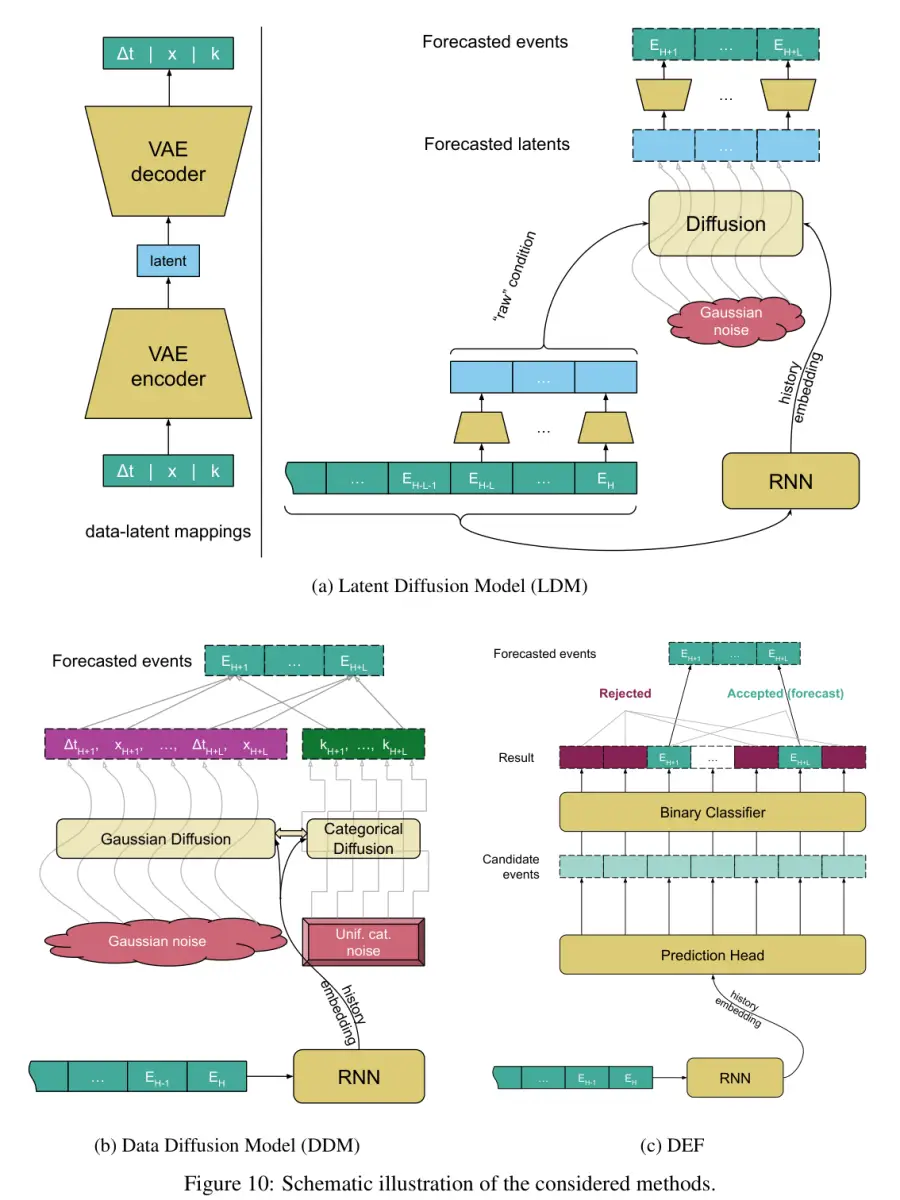 Δt | x | k
VAE
decoder
latent
VAE
encoder
Δt | x | k
data-latent mappings
Forecasted events
E_{H+1} … E_{H+L}
…
Forecasted latents
…
Diffusion
Gaussian
noise
"raw" condition
history
embedding
…
…
… E_{H-L-1} E_{H-L} … E_H
RNN
(a) Latent Diffusion Model (LDM)
Forecasted events
E_{H+1} … E_{H+L}
Δt_{H+1}, x_{H+1}, …, Δt_{H+L}, x_{H+L}
k_{H+1}, …, k_{H+L}
Gaussian Diffusion
Categorical
Diffusion
Gaussian noise
Unif. cat.
noise
history
embedding
… E_{H-1} E_H
RNN
(b) Data Diffusion Model (DDM)
Forecasted events
E_{H+1} … E_{H+L}
Rejected
Accepted (forecast)
Result
E_{H+1} … E_{H+L}
Binary Classifier
Candidate
events
Prediction Head
history
embedding
… E_{H-1} E_H
RNN
(c) DEF
Figure 10: Schematic illustration of the considered methods.